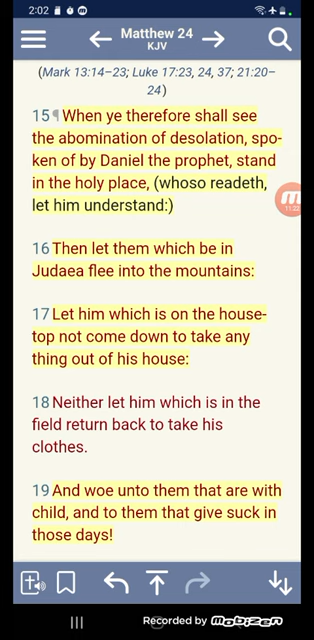 2:02
Matthew 24
KJV
(Mark 13:14–23; Luke 17:23, 24, 37; 21:20–
24)
15¶ When ye therefore shall see
the abomination of desolation, spo-
ken of by Daniel the prophet, stand
in the holy place, (whoso readeth,
let him understand:)
16 Then let them which be in
Judaea flee into the mountains:
17 Let him which is on the house-
top not come down to take any
thing out of his house:
18 Neither let him which is in the
field return back to take his
clothes.
19 And woe unto them that are with
child, and to them that give suck in
those days!
Recorded by Mobizen